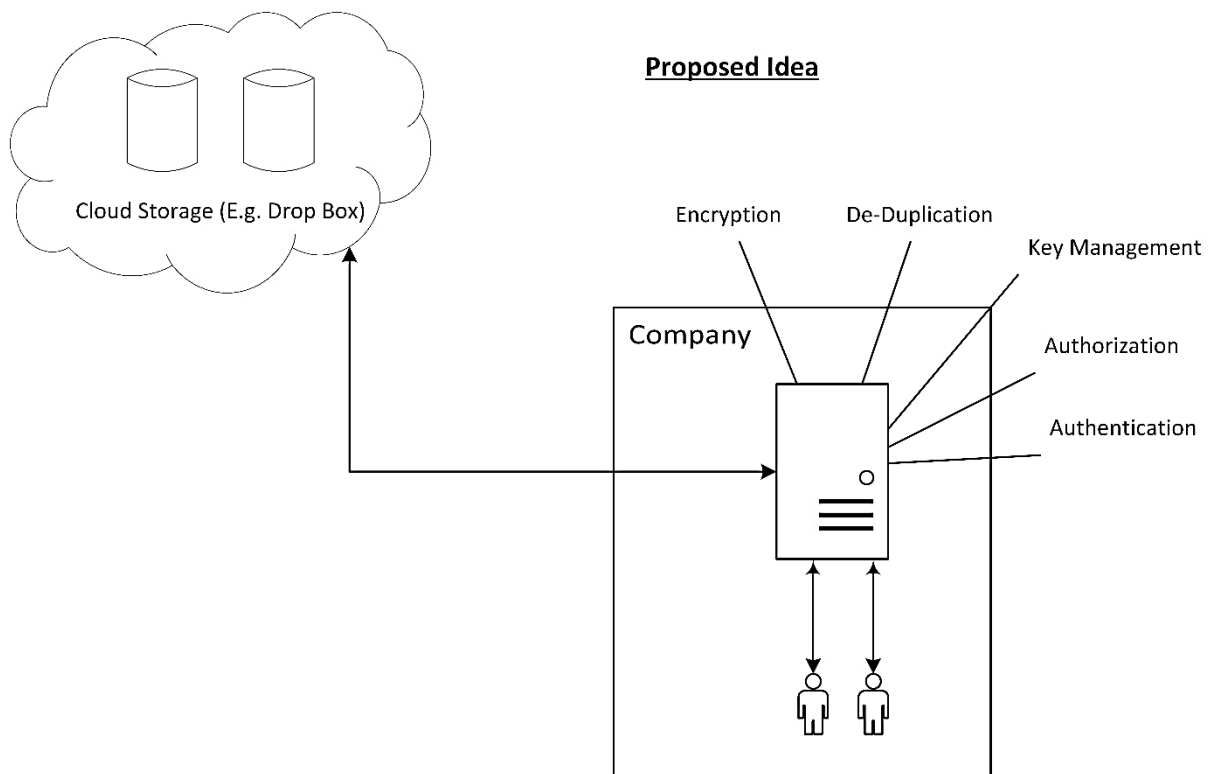 Proposed Idea
Cloud Storage (E.g. Drop Box)
Encryption
De-Duplication
Key Management
Company
Authorization
Authentication